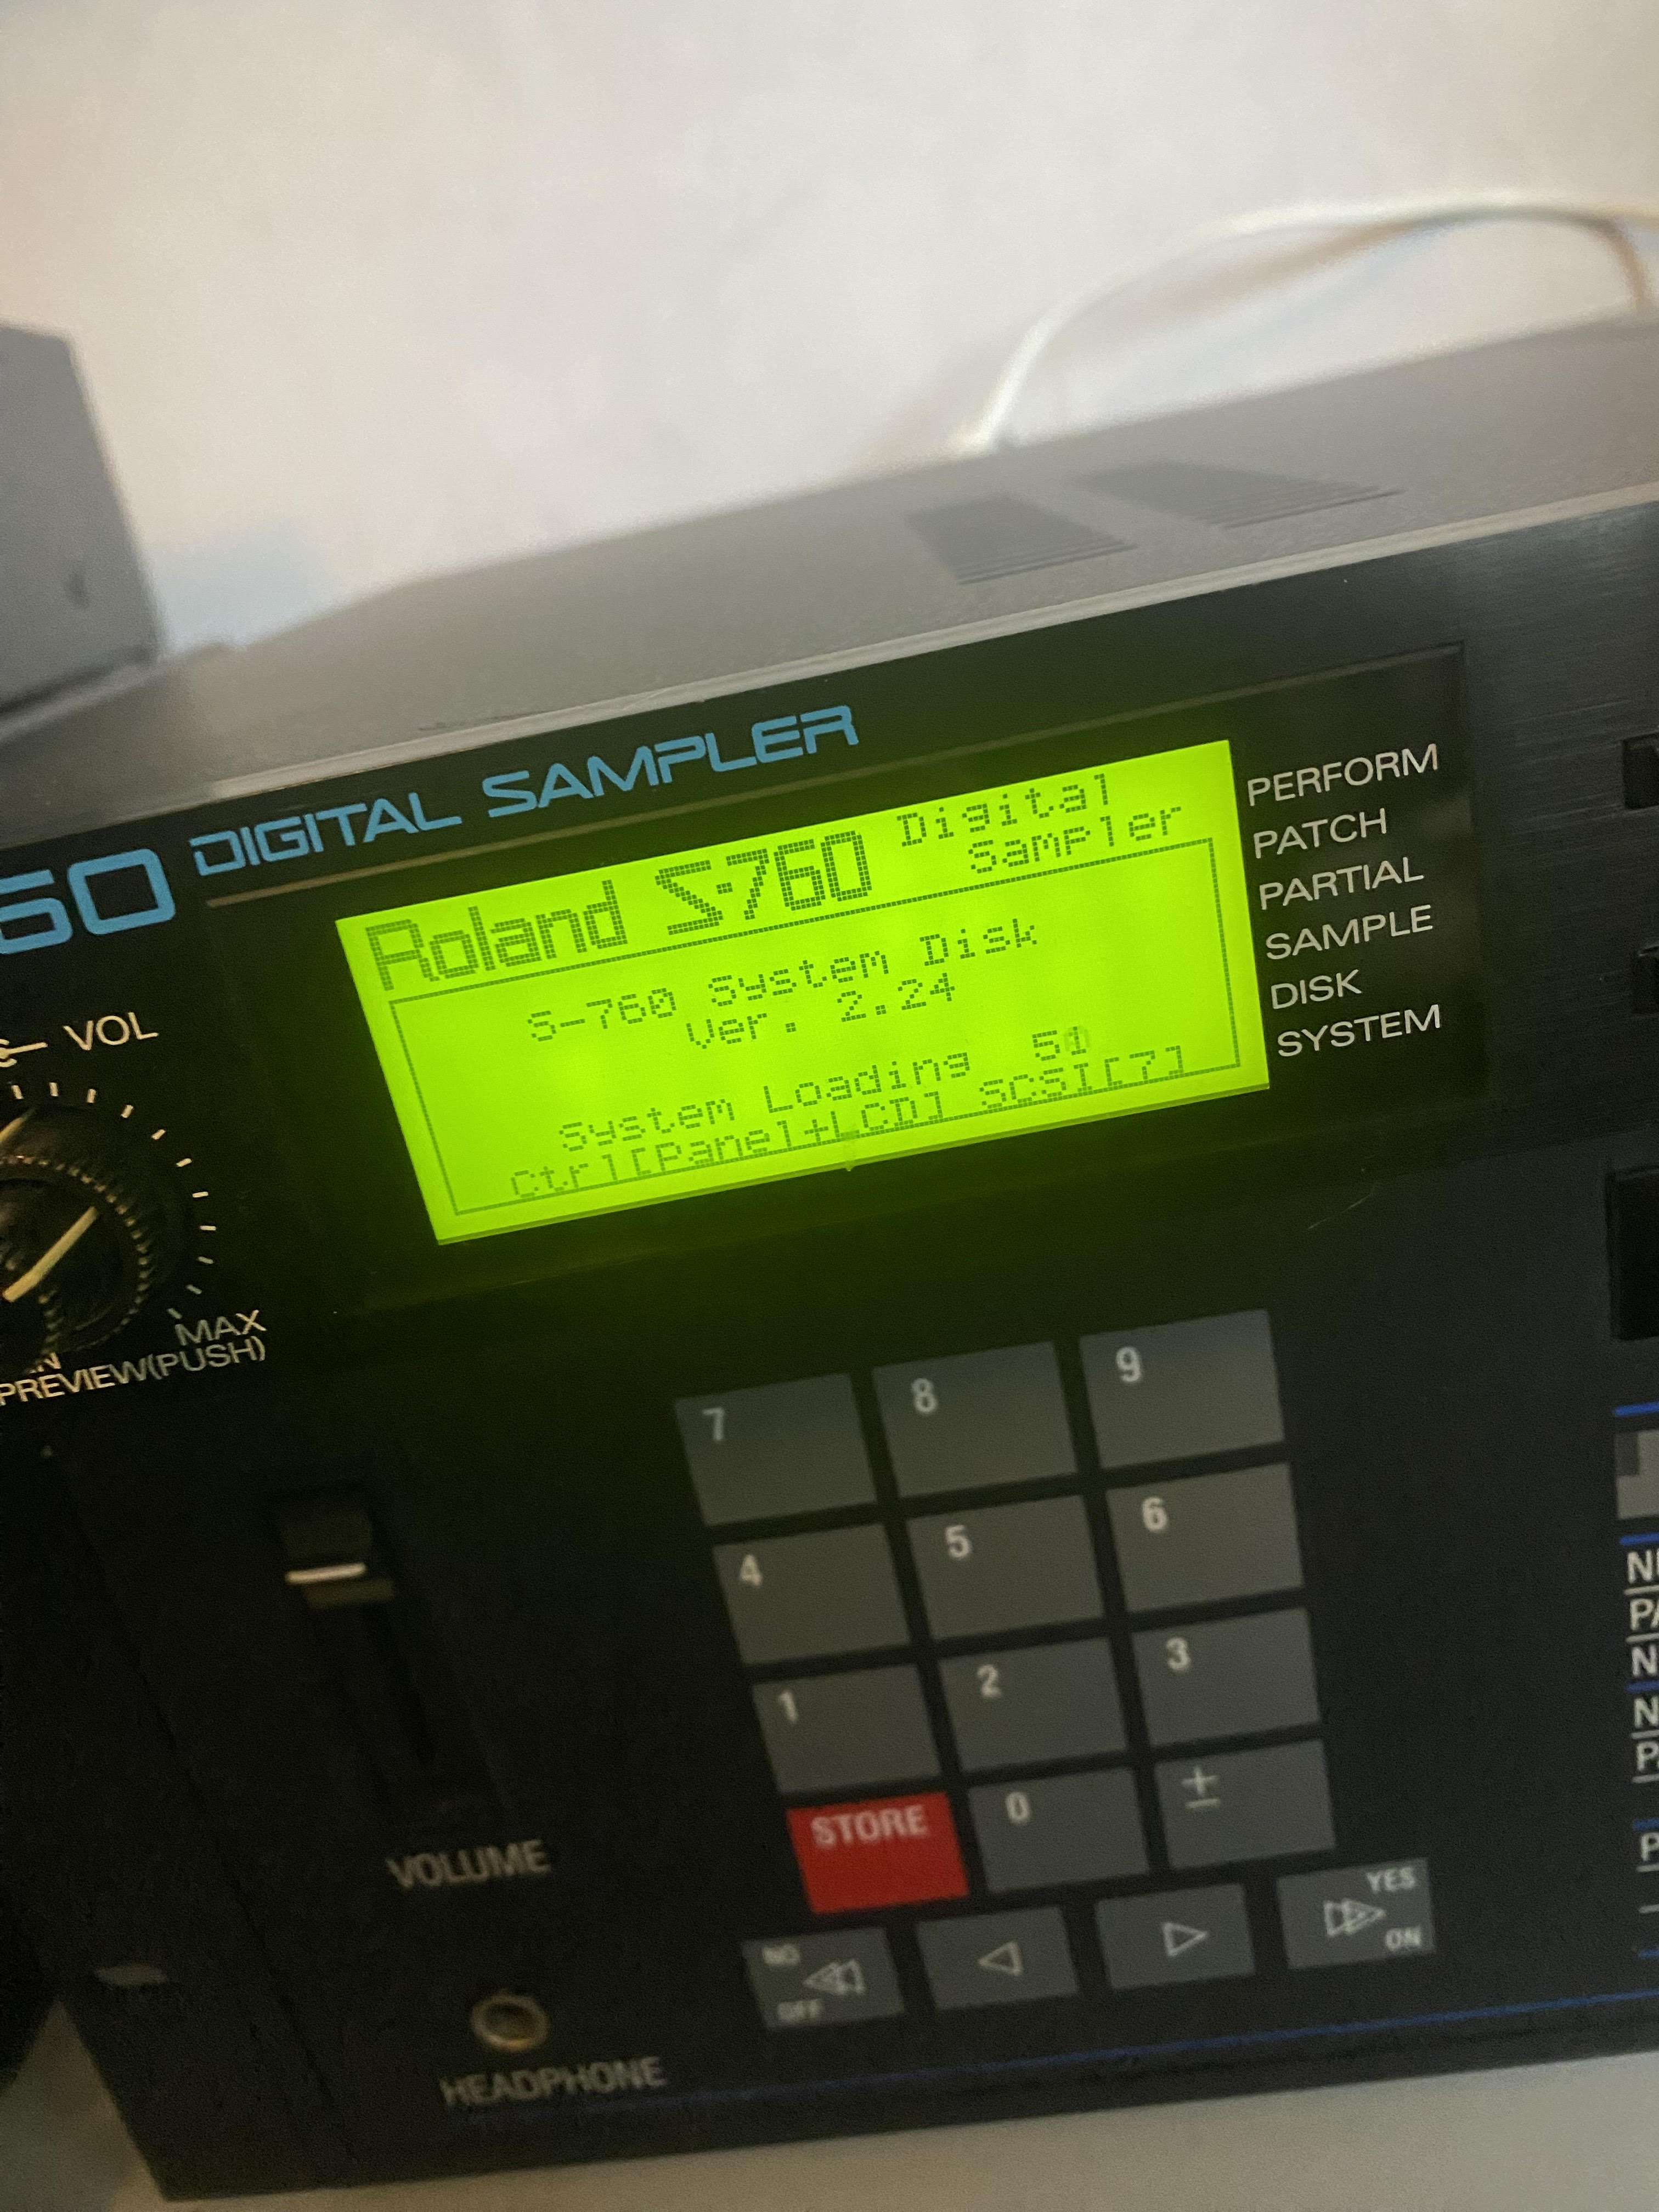 60 DIGITAL SAMPLER
Roland S-760 Digital
Sampler
S-760 System Disk
Ver. 2.24
System Loading
Ctrl[Panel+LCD] SCSI[7]
PERFORM
PATCH
PARTIAL
SAMPLE
DISK
SYSTEM
VOL
MAX
PREVIEW(PUSH)
7
8
9
4
5
6
1
2
3
STORE
0
±
NO
OFF
YES
ON
VOLUME
HEADPHONE